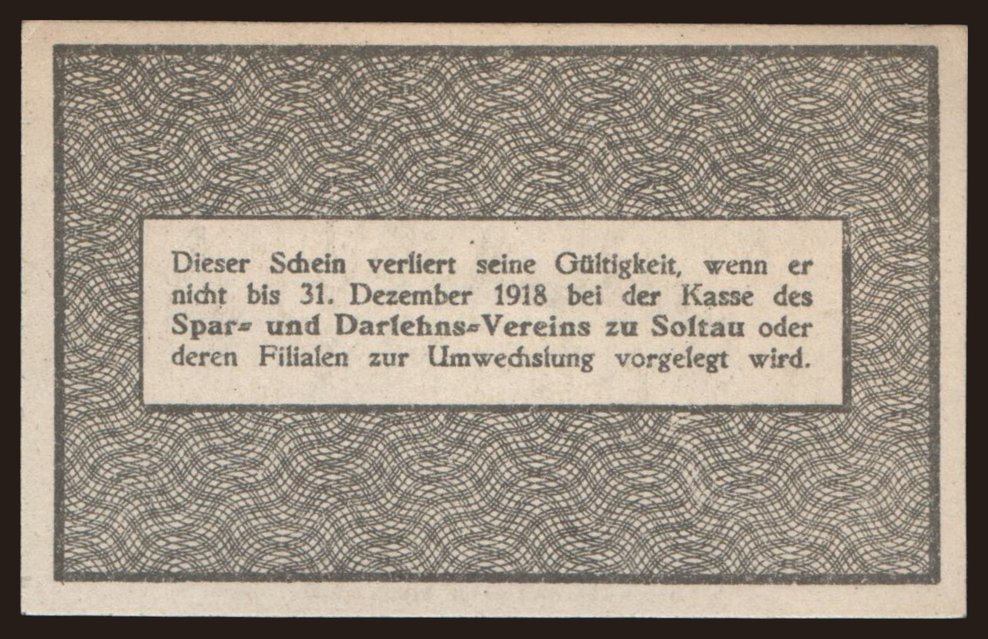 Dieser Schein verliert seine Gültigkeit, wenn er
nicht bis 31. Dezember 1918 bei der Kasse des
Spar- und Darlehns-Vereins zu Soltau oder
deren Filialen zur Umwechslung vorgelegt wird.